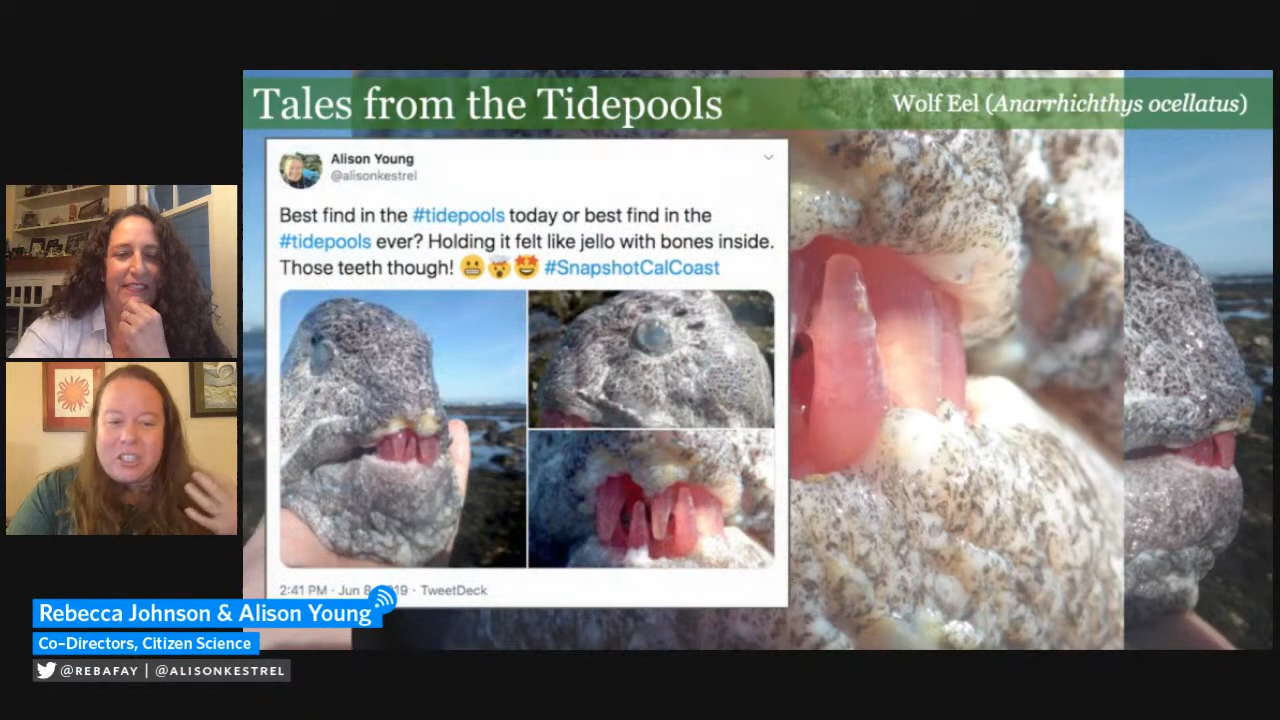 Tales from the Tidepools
Wolf Eel (Anarrhichthys ocellatus)
Alison Young
@alisonkestrel
Best find in the #tidepools today or best find in the
#tidepools ever? Holding it felt like jello with bones inside.
Those teeth though! 😬🤯🤩 #SnapshotCalCoast
2:41 PM · Jun 8, 19 · TweetDeck
Rebecca Johnson & Alison Young
Co-Directors, Citizen Science
@REBAFAY | @ALISONKESTREL